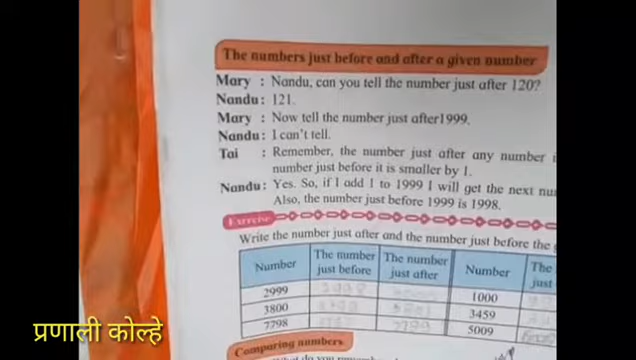 The numbers just before and after a given number
Mary : Nandu, can you tell the number just after 120?
Nandu : 121.
Mary : Now tell the number just after1999.
Nandu : I can't tell.
Tai : Remember, the number just after any number
number just before it is smaller by 1.
Nandu : Yes. So, if I add 1 to 1999 I will get the next
Also, the number just before 1999 is 1998.
Exercise
Write the number just after and the number just before the
Number The number just before The number just after Number The just
2999 1000
3800 3459
7798 5009
Comparing numbers
प्रणाली कोल्हे